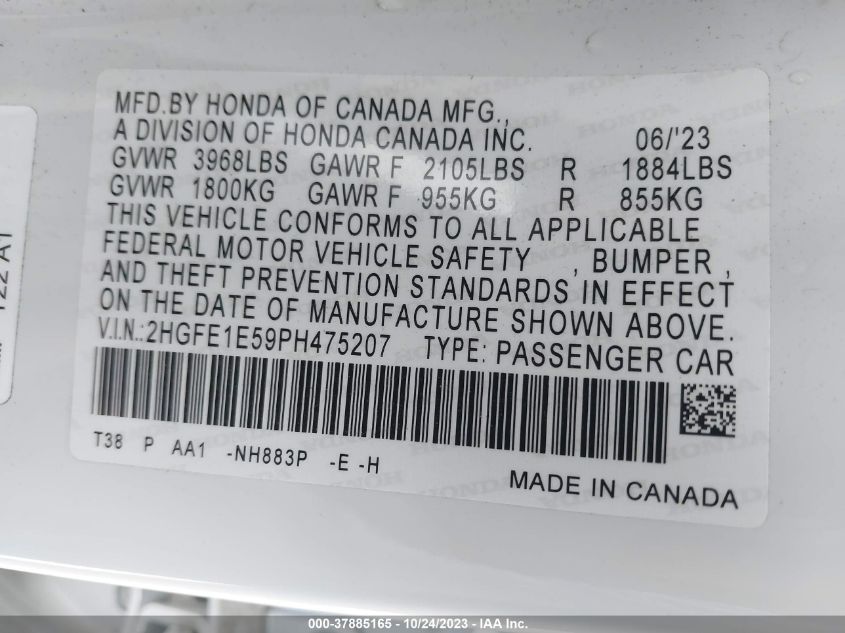 MFD.BY HONDA OF CANADA MFG.,
A DIVISION OF HONDA CANADA INC. 06/'23
GVWR 3968LBS GAWR F 2105LBS R 1884LBS
GVWR 1800KG GAWR F 955KG R 855KG
THIS VEHICLE CONFORMS TO ALL APPLICABLE
FEDERAL MOTOR VEHICLE SAFETY , BUMPER ,
AND THEFT PREVENTION STANDARDS IN EFFECT
ON THE DATE OF MANUFACTURE SHOWN ABOVE.
V.I.N.:2HGFE1E59PH475207 TYPE: PASSENGER CAR
T38 P AA1 -NH883P -E -H
MADE IN CANADA
000-37885165 - 10/24/2023 - IAA Inc.